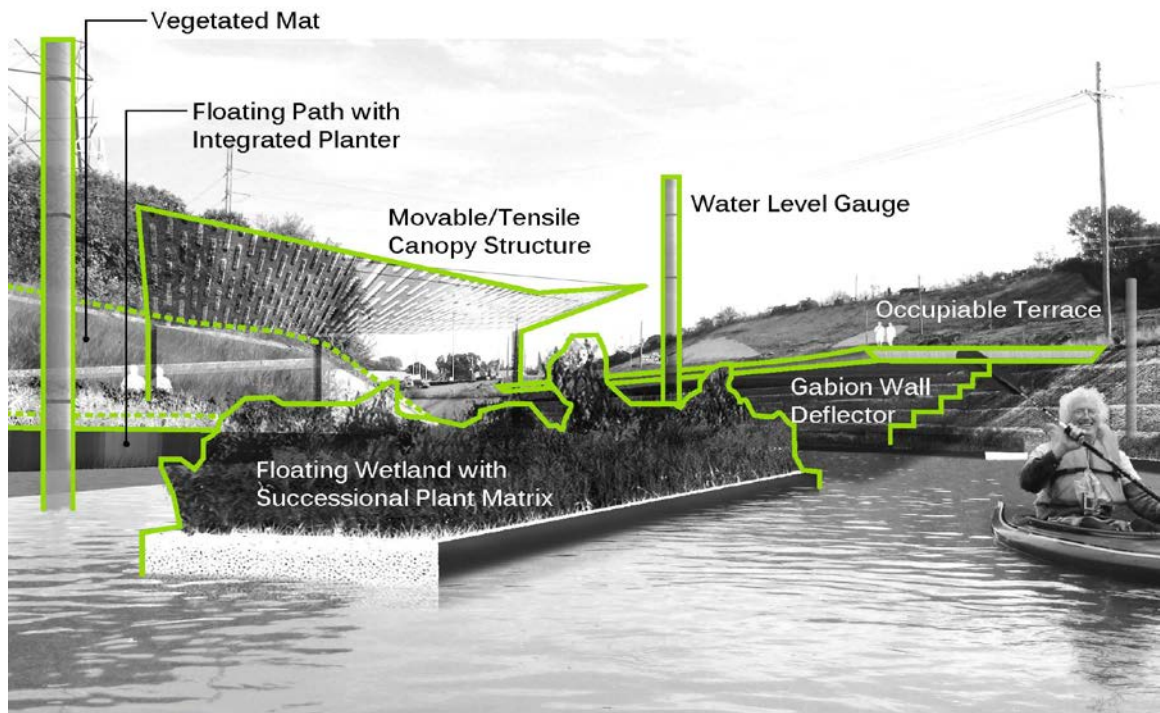 Vegetated Mat
Floating Path with
Integrated Planter
Movable/Tensile
Canopy Structure
Water Level Gauge
Occupiable Terrace
Gabion Wall
Deflector
Floating Wetland with
Successional Plant Matrix